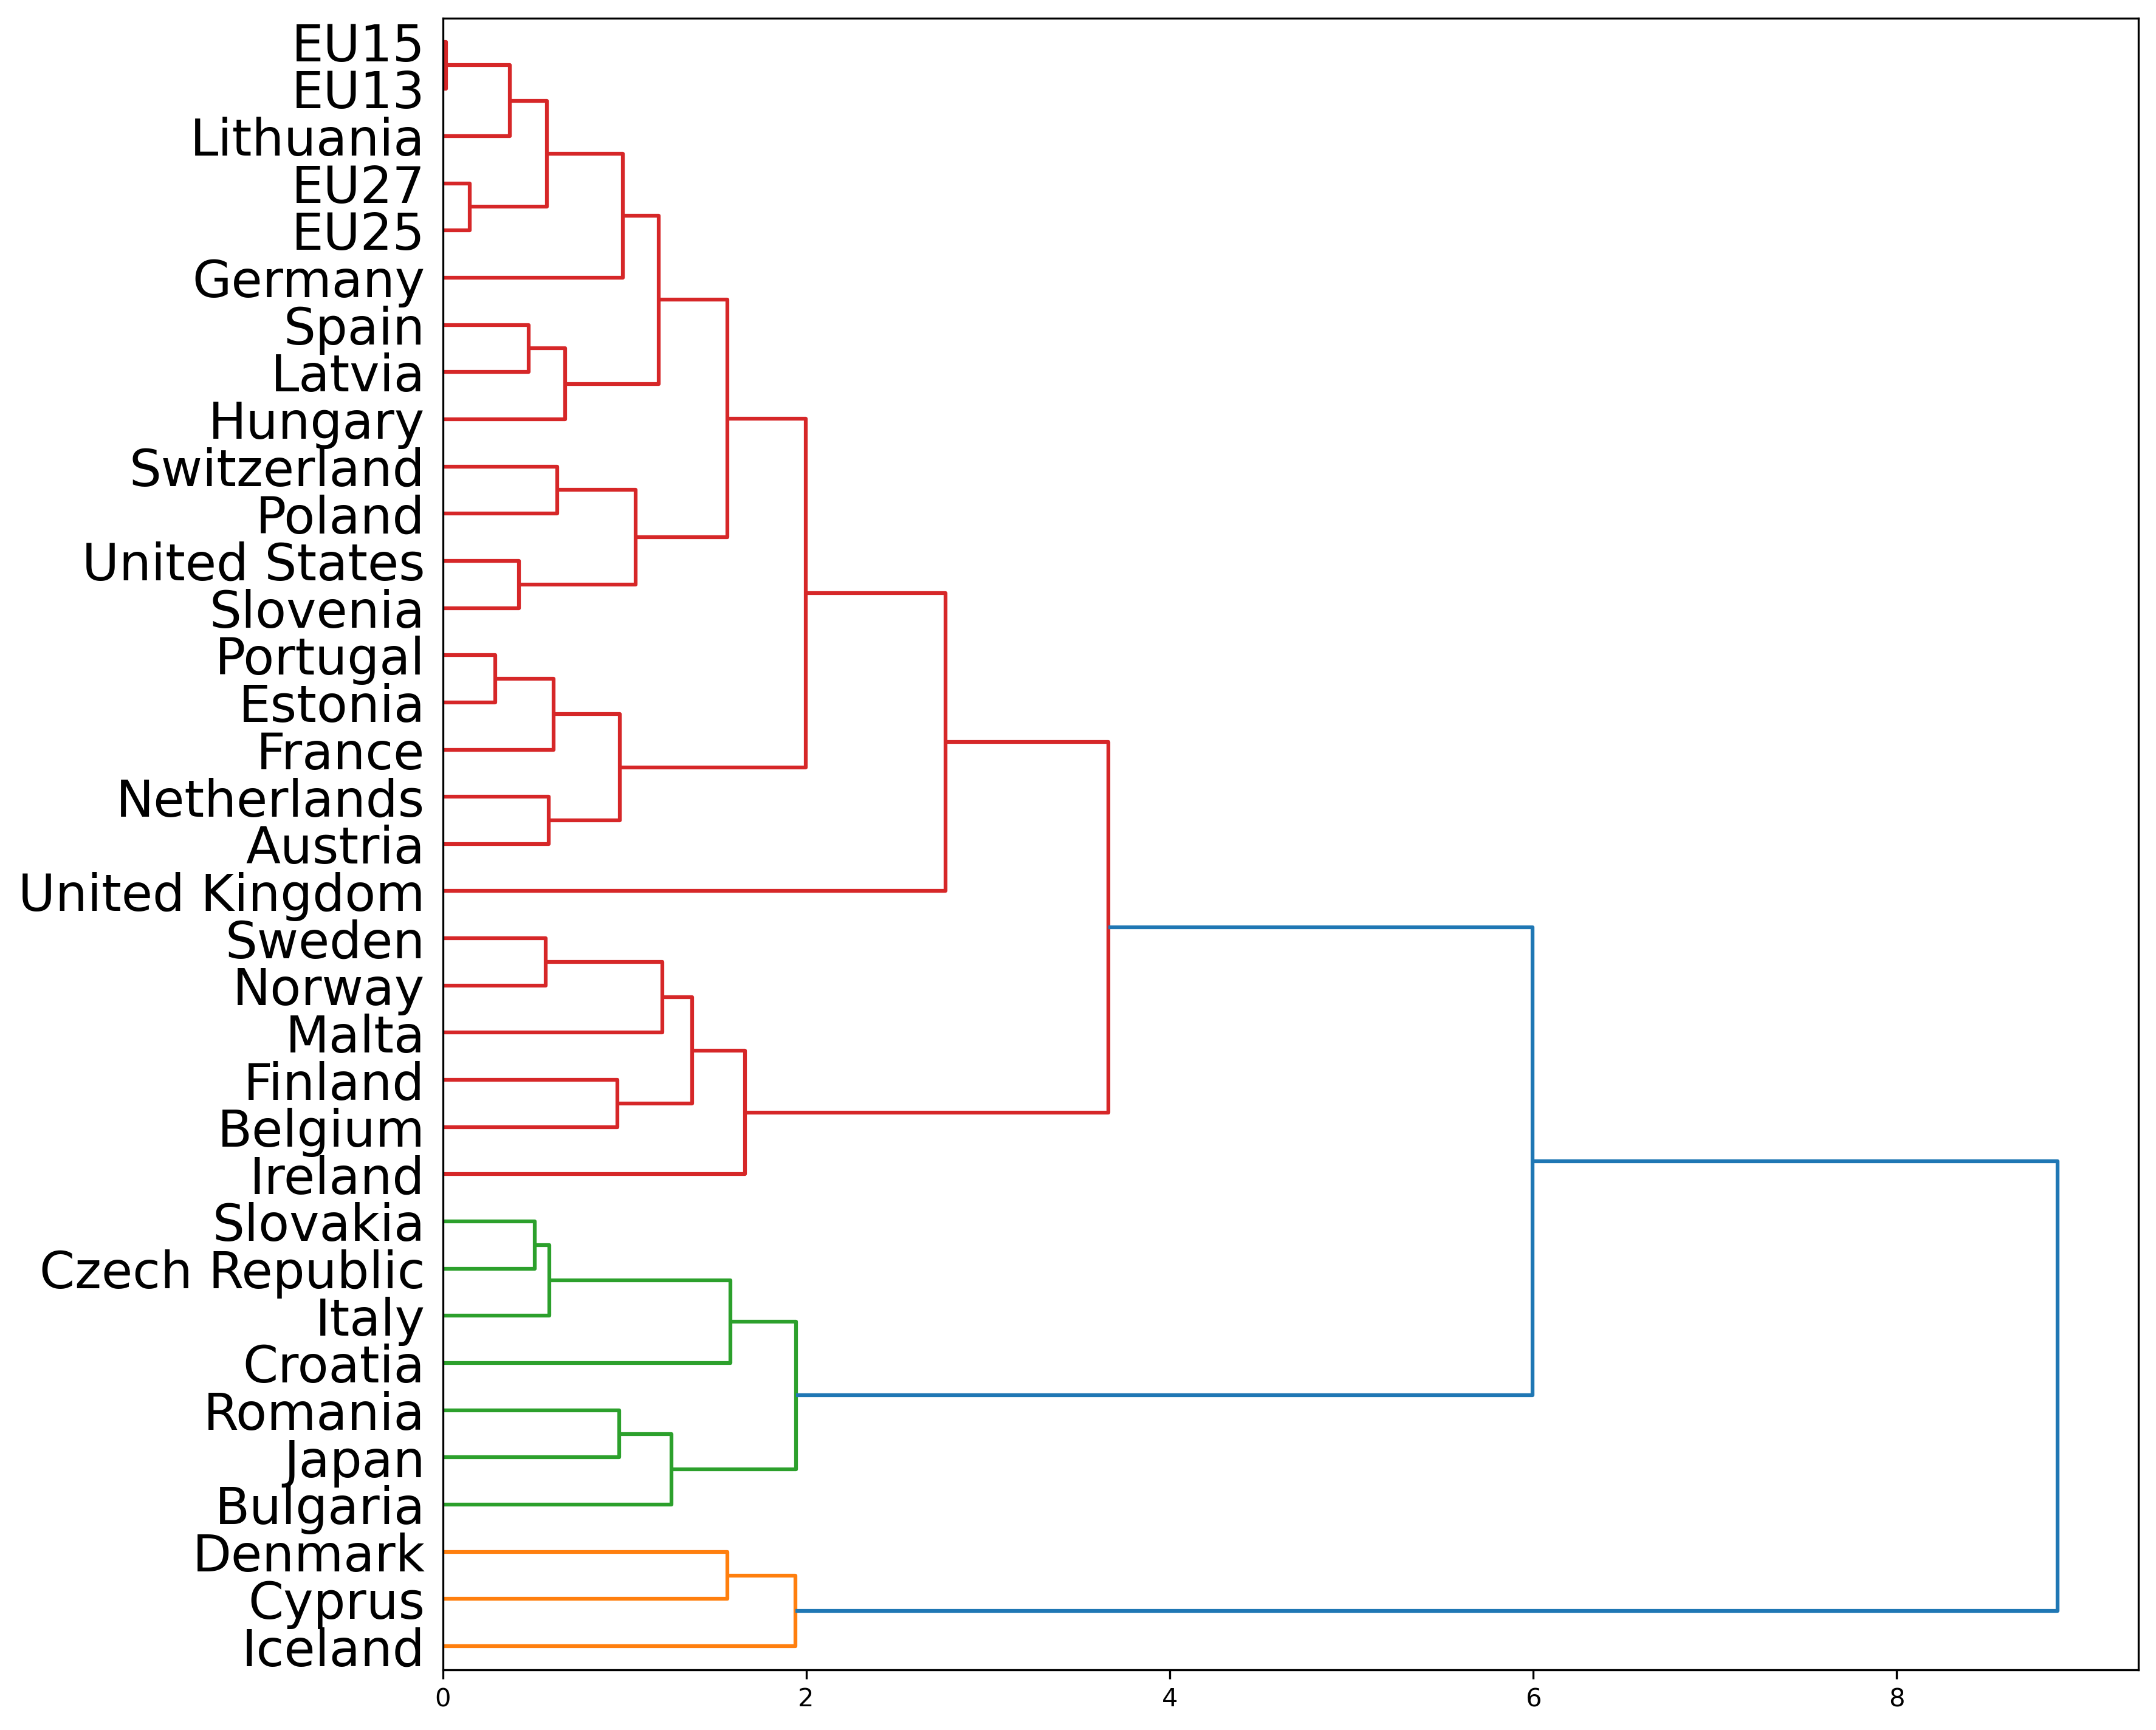 EU15
EU13
Lithuania
EU27
EU25
Germany
Spain
Latvia
Hungary
Switzerland
Poland
United States
Slovenia
Portugal
Estonia
France
Netherlands
Austria
United Kingdom
Sweden
Norway
Malta
Finland
Belgium
Ireland
Slovakia
Czech Republic
Italy
Croatia
Romania
Japan
Bulgaria
Denmark
Cyprus
Iceland
0 2 4 6 8